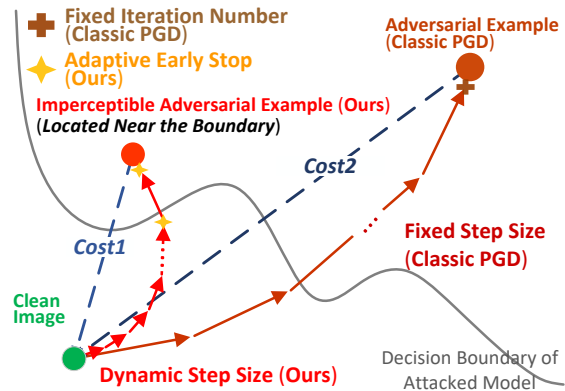 Fixed Iteration Number
(Classic PGD)
Adaptive Early Stop
(Ours)
Imperceptible Adversarial Example (Ours)
(Located Near the Boundary)
Adversarial Example
(Classic PGD)
Cost2
Cost1
Fixed Step Size
(Classic PGD)
Clean
Image
Dynamic Step Size (Ours)
Decision Boundary of
Attacked Model